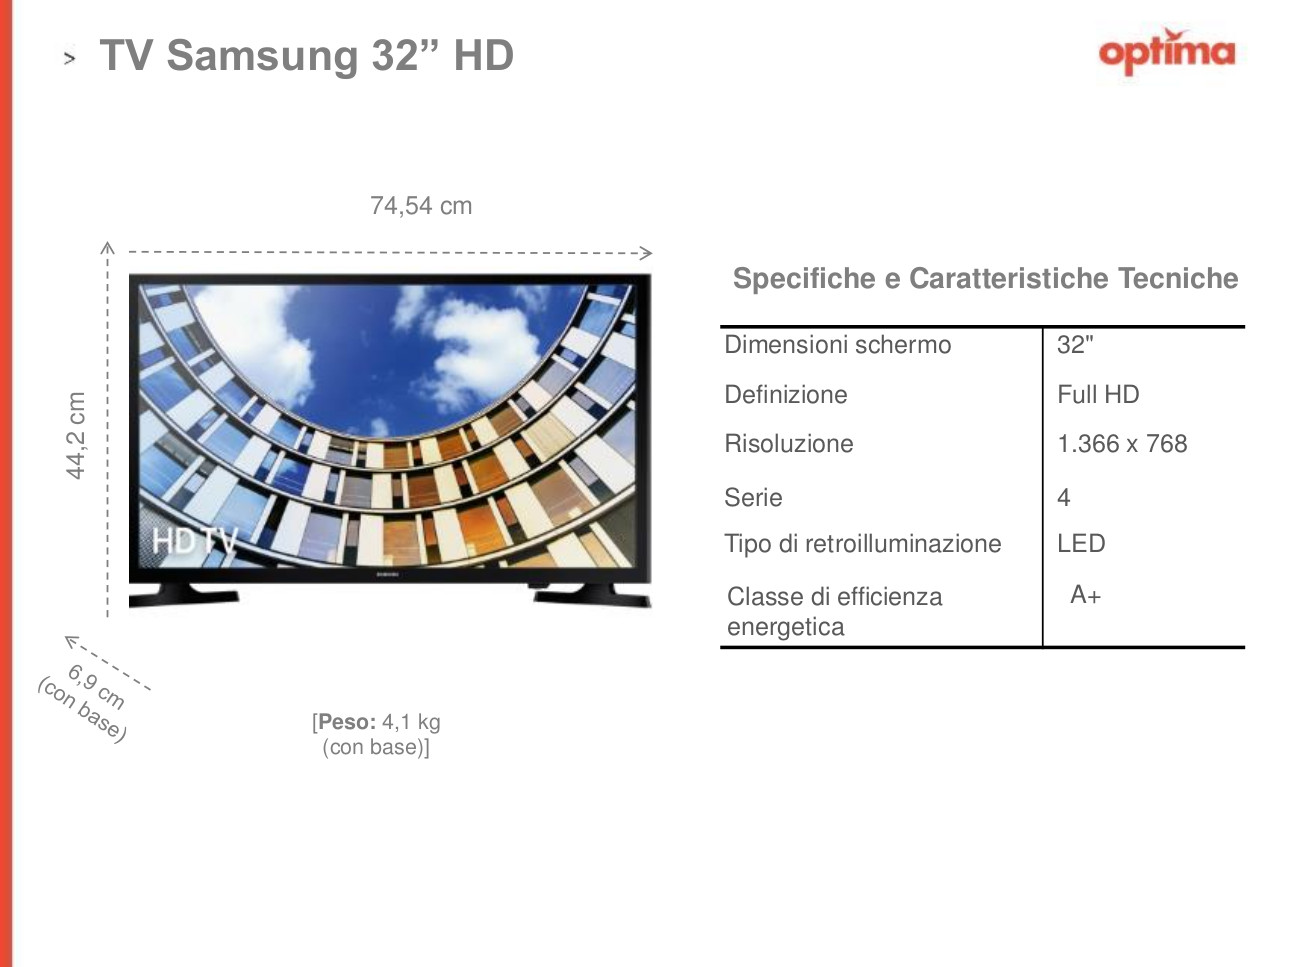 > TV Samsung 32” HD
optima
74,54 cm
44,2 cm
HD TV
SAMSUNG
6,9 cm
(con base)
[Peso: 4,1 kg
(con base)]
Specifiche e Caratteristiche Tecniche
Dimensioni schermo 32"
Definizione Full HD
Risoluzione 1.366 x 768
Serie 4
Tipo di retroilluminazione LED
Classe di efficienza A+
energetica